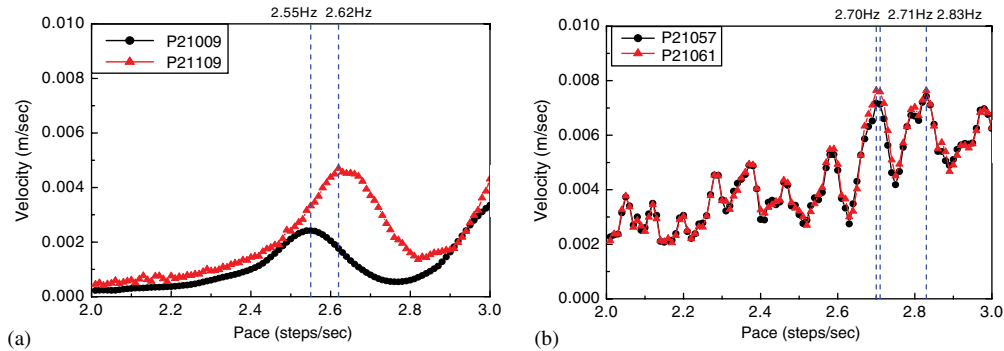 2.55Hz 2.62Hz
0.010
0.008
0.006
0.004
0.002
0.000
Velocity (m/sec)
P21009
P21109
2.0 2.2 2.4 2.6 2.8 3.0
Pace (steps/sec)
(a)
2.70Hz 2.71Hz 2.83Hz
0.010
0.008
0.006
0.004
0.002
0.000
Velocity (m/sec)
P21057
P21061
2.0 2.2 2.4 2.6 2.8 3.0
Pace (steps/sec)
(b)